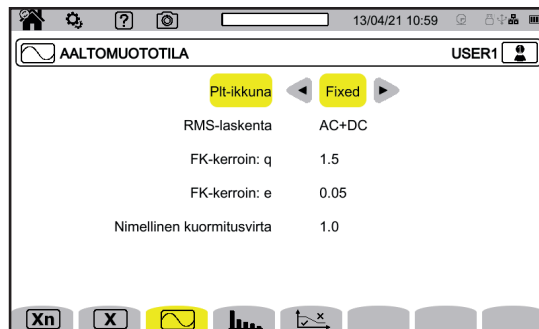 ? 13/04/21 10:59
AALTOMUOTOTILA USER1
Plt-ikkuna Fixed
RMS-laskenta AC+DC
FK-kerroin: q 1.5
FK-kerroin: e 0.05
Nimellinen kuormitusvirta 1.0
Xn X